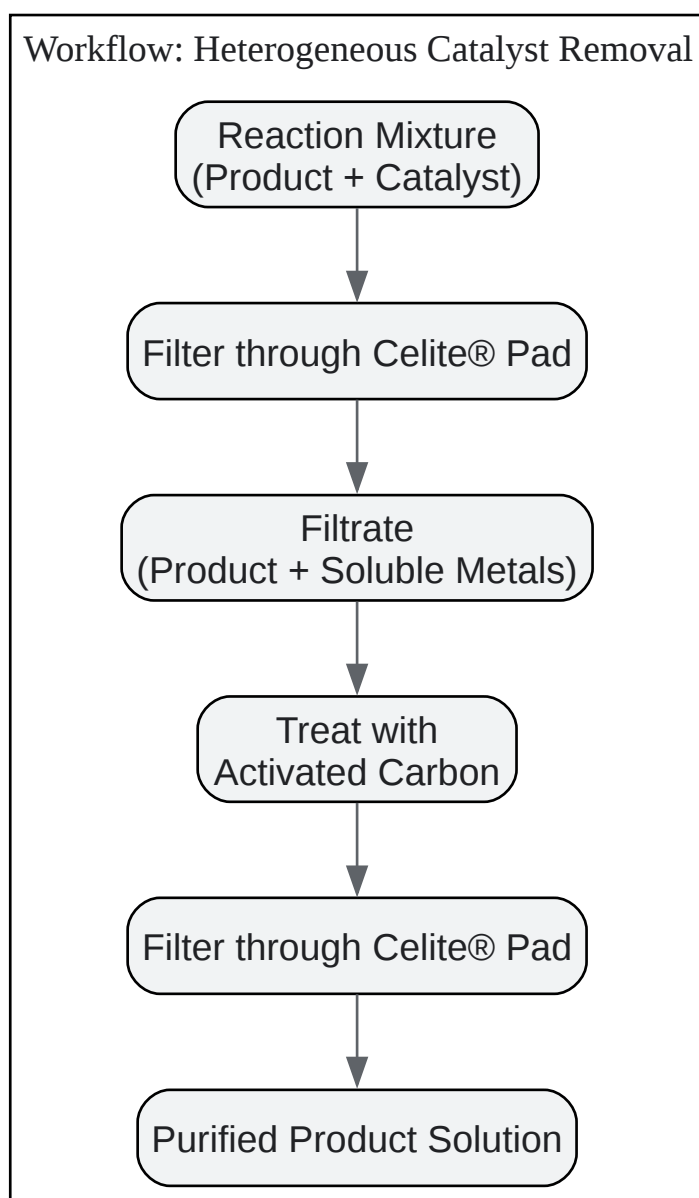 Workflow: Heterogeneous Catalyst Removal
Reaction Mixture
(Product + Catalyst)
Filter through Celite® Pad
Filtrate
(Product + Soluble Metals)
Treat with
Activated Carbon
Filter through Celite® Pad
Purified Product Solution